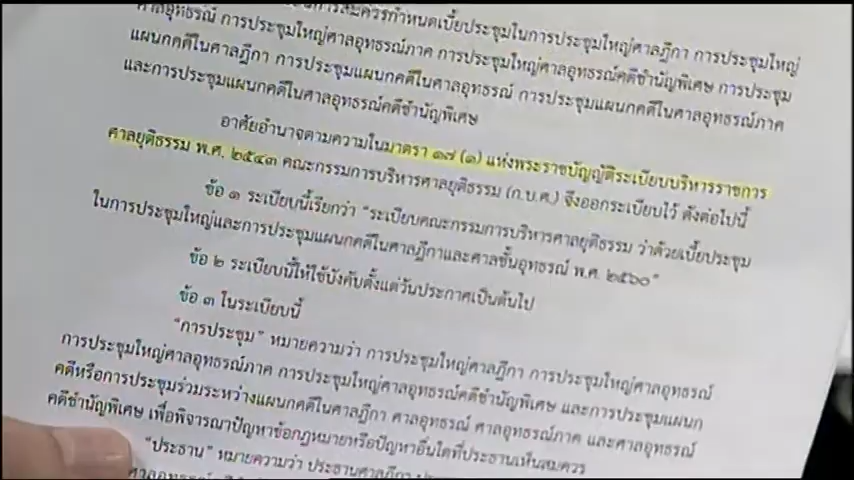 การสมควรกำหนดเบี้ยประชุมในการประชุมใหญ่ศาลฎีกา การประชุมใหญ่
ศาลอุทธรณ์ การประชุมใหญ่ศาลอุทธรณ์ภาค การประชุมใหญ่ศาลอุทธรณ์คดีชำนัญพิเศษ การประชุม
แผนกคดีในศาลฎีกา การประชุมแผนกคดีในศาลอุทธรณ์ การประชุมแผนกคดีในศาลอุทธรณ์ภาค
และการประชุมแผนกคดีในศาลอุทธรณ์คดีชำนัญพิเศษ
อาศัยอำนาจตามความในมาตรา ๑๗ (๑) แห่งพระราชบัญญัติระเบียบบริหารราชการ
ศาลยุติธรรม พ.ศ. ๒๕๔๓ คณะกรรมการบริหารศาลยุติธรรม (ก.บ.ศ.) จึงออกระเบียบไว้ ดังต่อไปนี้
ข้อ ๑ ระเบียบนี้เรียกว่า “ระเบียบคณะกรรมการบริหารศาลยุติธรรม ว่าด้วยเบี้ยประชุม
ในการประชุมใหญ่และการประชุมแผนกคดีในศาลฎีกาและศาลชั้นอุทธรณ์ พ.ศ. ๒๕๖๐”
ข้อ ๒ ระเบียบนี้ให้ใช้บังคับตั้งแต่วันประกาศเป็นต้นไป
ข้อ ๓ ในระเบียบนี้
“การประชุม” หมายความว่า การประชุมใหญ่ศาลฎีกา การประชุมใหญ่ศาลอุทธรณ์
การประชุมใหญ่ศาลอุทธรณ์ภาค การประชุมใหญ่ศาลอุทธรณ์คดีชำนัญพิเศษ และการประชุมแผนก
คดีหรือการประชุมร่วมระหว่างแผนกคดีในศาลฎีกา ศาลอุทธรณ์ ศาลอุทธรณ์ภาค และศาลอุทธรณ์
คดีชำนัญพิเศษ เพื่อพิจารณาปัญหาข้อกฎหมายหรือปัญหาอื่นใดที่ประธานเห็นสมควร
“ประธาน” หมายความว่า ประธานศาลฎีกา
ศาลอุทธรณ์